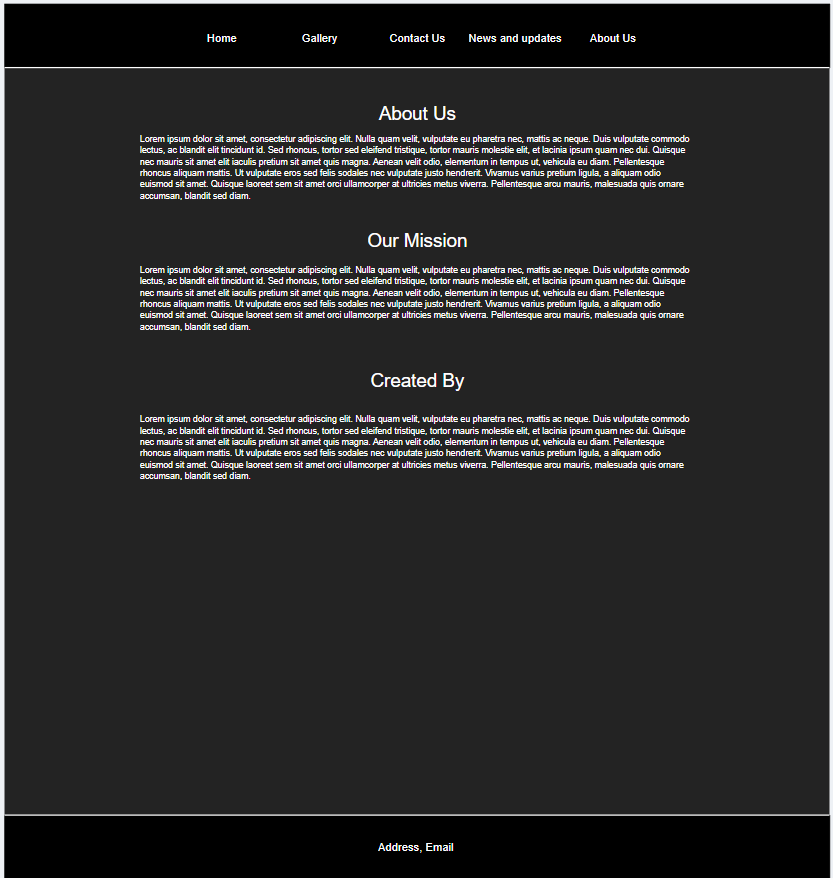 Home Gallery Contact Us News and updates About Us
About Us
Lorem ipsum dolor sit amet, consectetur adipiscing elit. Nulla quam velit, vulputate eu pharetra nec, mattis ac neque. Duis vulputate commodo
lectus, ac blandit elit tincidunt id. Sed rhoncus, tortor sed eleifend tristique, tortor mauris molestie elit, et lacinia ipsum quam nec dui. Quisque
nec mauris sit amet elit iaculis pretium sit amet quis magna. Aenean velit odio, elementum in tempus ut, vehicula eu diam. Pellentesque
rhoncus aliquam mattis. Ut vulputate eros sed felis sodales nec vulputate justo hendrerit. Vivamus varius pretium ligula, a aliquam odio
euismod sit amet. Quisque laoreet sem sit amet orci ullamcorper at ultricies metus viverra. Pellentesque arcu mauris, malesuada quis ornare
accumsan, blandit sed diam.
Our Mission
Lorem ipsum dolor sit amet, consectetur adipiscing elit. Nulla quam velit, vulputate eu pharetra nec, mattis ac neque. Duis vulputate commodo
lectus, ac blandit elit tincidunt id. Sed rhoncus, tortor sed eleifend tristique, tortor mauris molestie elit, et lacinia ipsum quam nec dui. Quisque
nec mauris sit amet elit iaculis pretium sit amet quis magna. Aenean velit odio, elementum in tempus ut, vehicula eu diam. Pellentesque
rhoncus aliquam mattis. Ut vulputate eros sed felis sodales nec vulputate justo hendrerit. Vivamus varius pretium ligula, a aliquam odio
euismod sit amet. Quisque laoreet sem sit amet orci ullamcorper at ultricies metus viverra. Pellentesque arcu mauris, malesuada quis ornare
accumsan, blandit sed diam.
Created By
Lorem ipsum dolor sit amet, consectetur adipiscing elit. Nulla quam velit, vulputate eu pharetra nec, mattis ac neque. Duis vulputate commodo
lectus, ac blandit elit tincidunt id. Sed rhoncus, tortor sed eleifend tristique, tortor mauris molestie elit, et lacinia ipsum quam nec dui. Quisque
nec mauris sit amet elit iaculis pretium sit amet quis magna. Aenean velit odio, elementum in tempus ut, vehicula eu diam. Pellentesque
rhoncus aliquam mattis. Ut vulputate eros sed felis sodales nec vulputate justo hendrerit. Vivamus varius pretium ligula, a aliquam odio
euismod sit amet. Quisque laoreet sem sit amet orci ullamcorper at ultricies metus viverra. Pellentesque arcu mauris, malesuada quis ornare
accumsan, blandit sed diam.
Address, Email